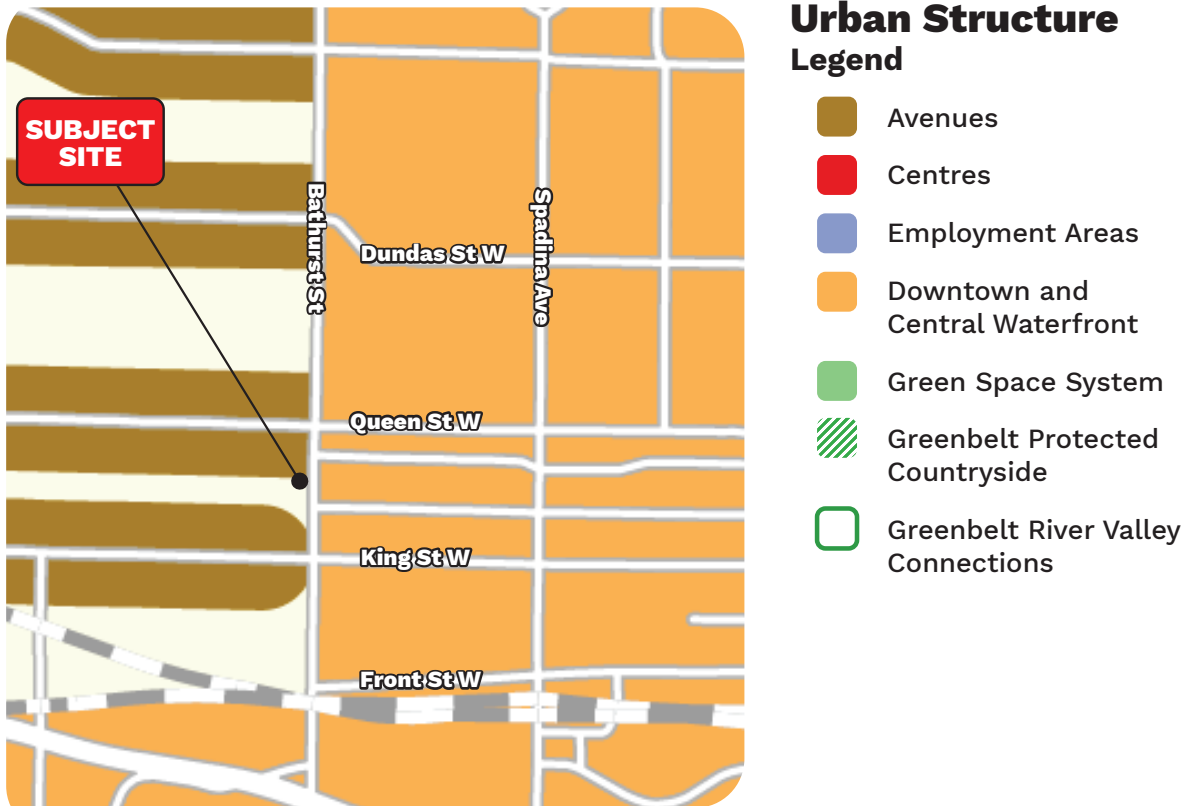 Urban Structure
Legend
Avenues
Centres
Employment Areas
Downtown and
Central Waterfront
Green Space System
Greenbelt Protected
Countryside
Greenbelt River Valley
Connections
SUBJECT
SITE
Bathurst St
Spadina Ave
Dundas St W
Queen St W
King St W
Front St W